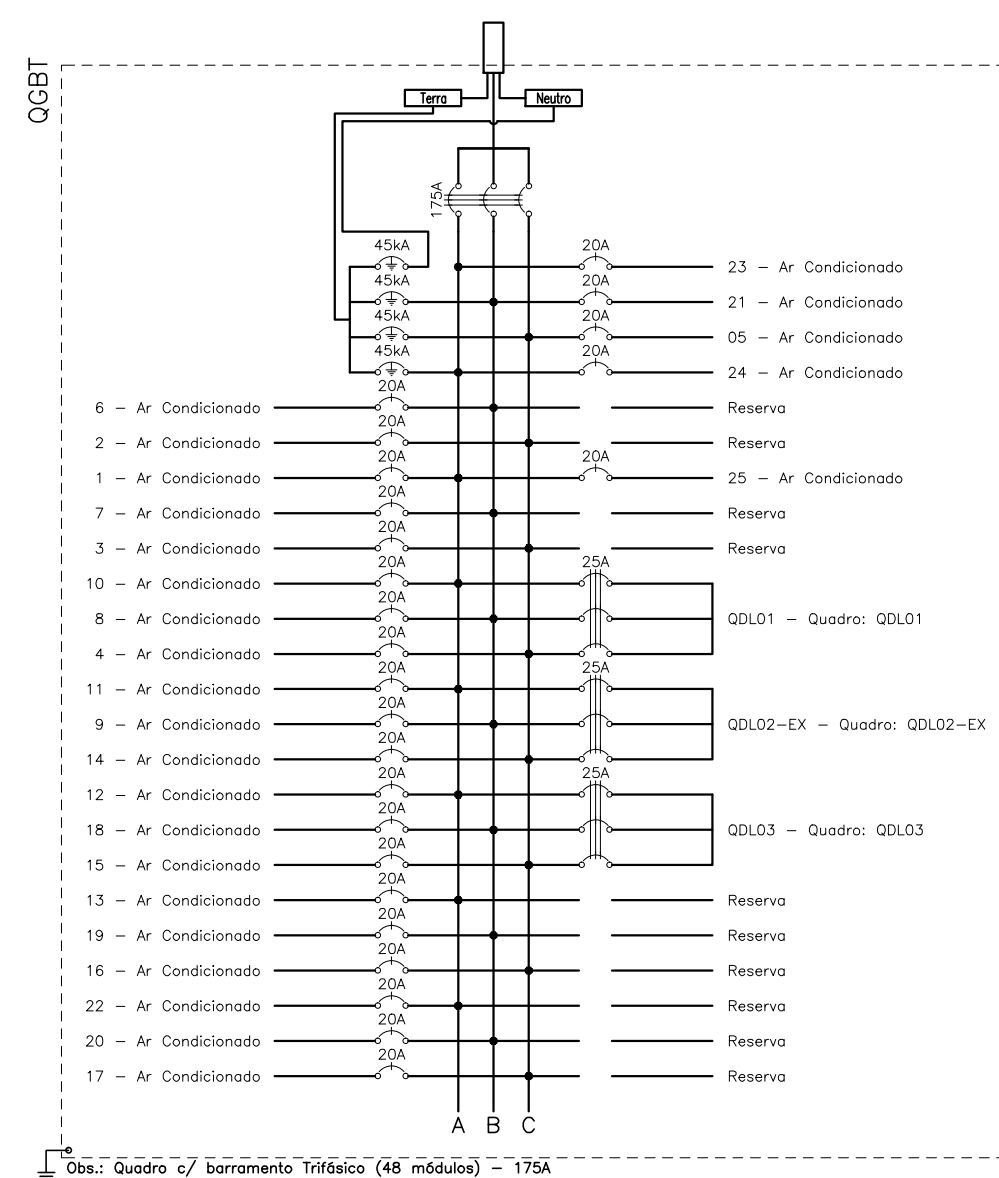 QGBT
Terra
Neutro
175A
45kA
20A
23 - Ar Condicionado
45kA
20A
21 - Ar Condicionado
45kA
20A
05 - Ar Condicionado
45kA
20A
24 - Ar Condicionado
20A
6 - Ar Condicionado
Reserva
20A
2 - Ar Condicionado
Reserva
20A
20A
1 - Ar Condicionado
25 - Ar Condicionado
20A
7 - Ar Condicionado
Reserva
20A
3 - Ar Condicionado
Reserva
20A
25A
10 - Ar Condicionado
20A
8 - Ar Condicionado
QDL01 - Quadro: QDL01
20A
4 - Ar Condicionado
20A
25A
11 - Ar Condicionado
20A
9 - Ar Condicionado
QDL02-EX - Quadro: QDL02-EX
20A
14 - Ar Condicionado
20A
25A
12 - Ar Condicionado
20A
18 - Ar Condicionado
QDL03 - Quadro: QDL03
20A
15 - Ar Condicionado
20A
13 - Ar Condicionado
Reserva
20A
19 - Ar Condicionado
Reserva
20A
16 - Ar Condicionado
Reserva
20A
22 - Ar Condicionado
Reserva
20A
20 - Ar Condicionado
Reserva
20A
17 - Ar Condicionado
Reserva
A B C
Obs.: Quadro c/ barramento Trifásico (48 módulos) - 175A